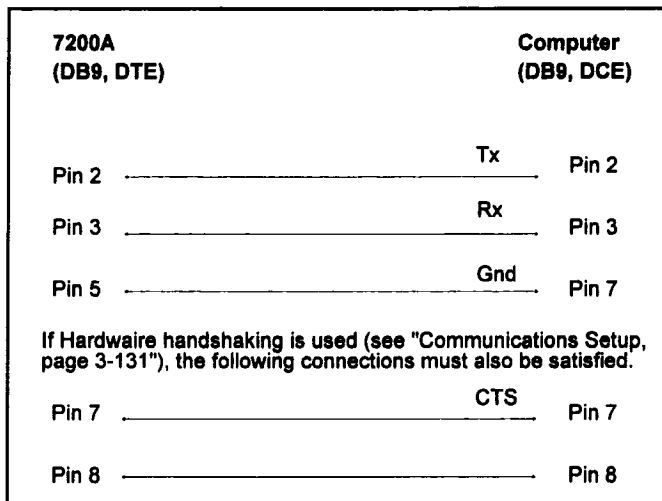 7200A Computer
(DB9, DTE) (DB9, DCE)
Pin 2 Tx Pin 2
Pin 3 Rx Pin 3
Pin 5 Gnd Pin 7
If Hardwaire handshaking is used (see "Communications Setup,
page 3-131"), the following connections must also be satisfied.
Pin 7 CTS Pin 7
Pin 8 Pin 8